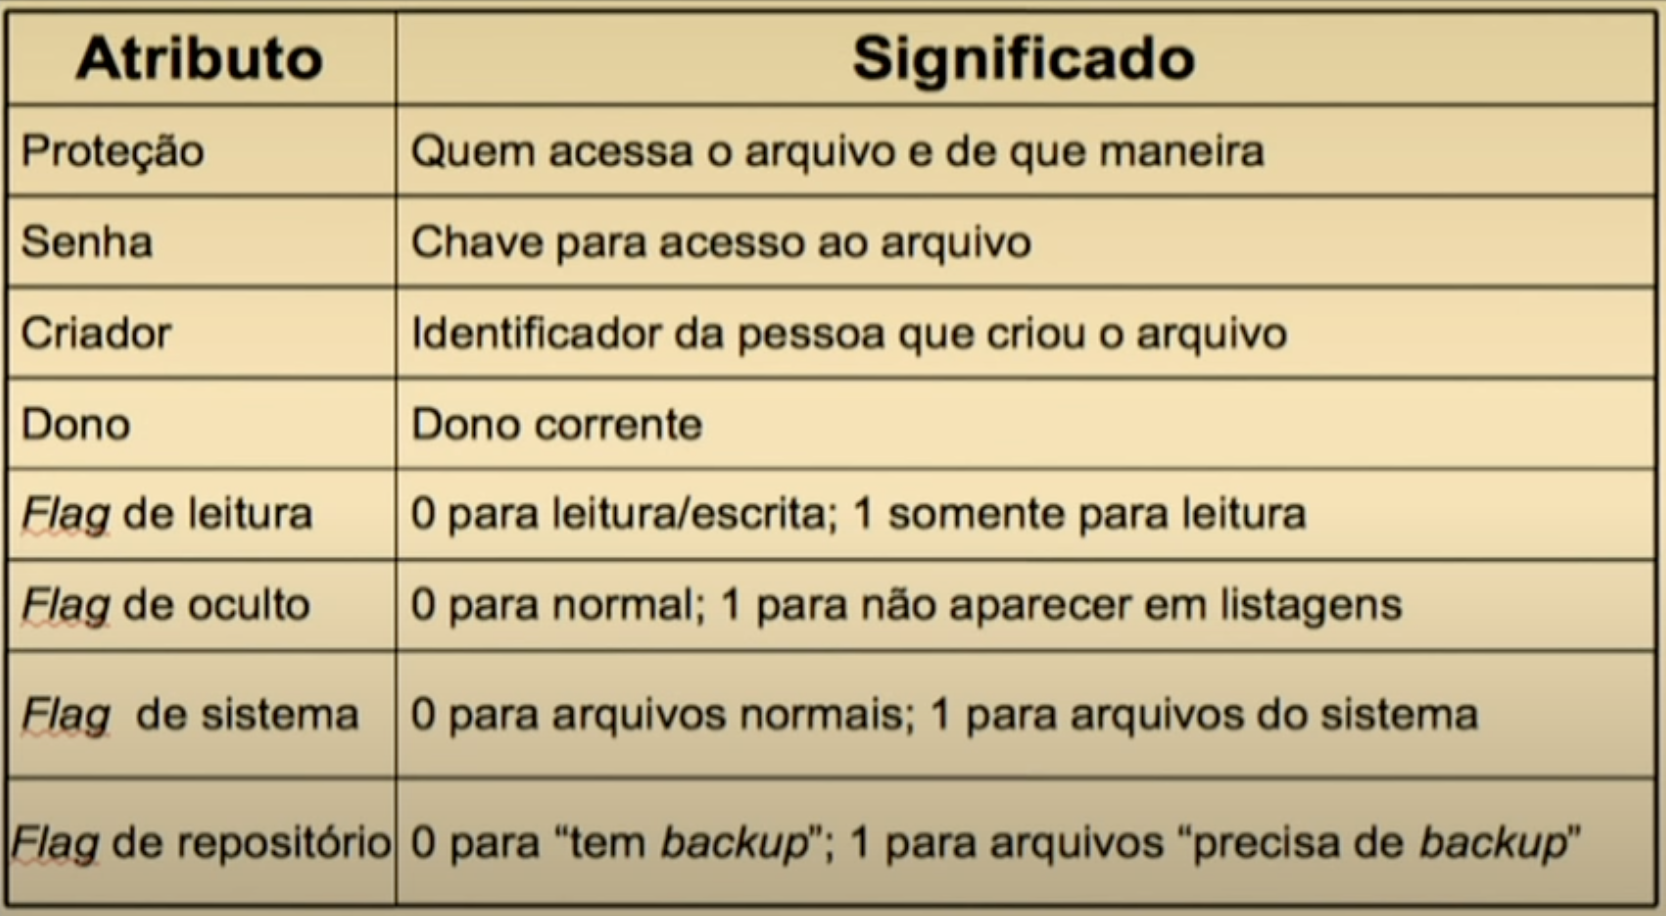 Atributo Significado
Proteção Quem acessa o arquivo e de que maneira
Senha Chave para acesso ao arquivo
Criador Identificador da pessoa que criou o arquivo
Dono Dono corrente
Flag de leitura 0 para leitura/escrita; 1 somente para leitura
Flag de oculto 0 para normal; 1 para não aparecer em listagens
Flag de sistema 0 para arquivos normais; 1 para arquivos do sistema
Flag de repositório 0 para “tem backup”; 1 para arquivos “precisa de backup”